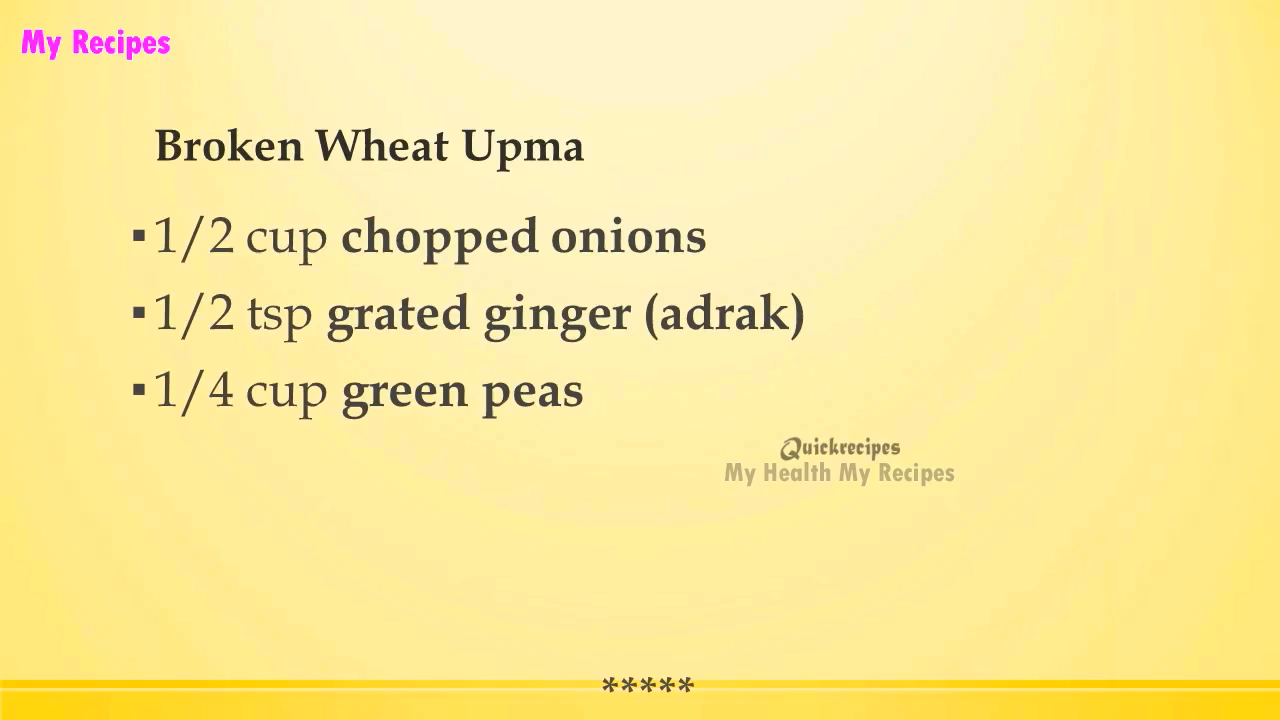 My Recipes
Broken Wheat Upma
▪1/2 cup chopped onions
▪1/2 tsp grated ginger (adrak)
▪1/4 cup green peas
Quickrecipes
My Health My Recipes
*****